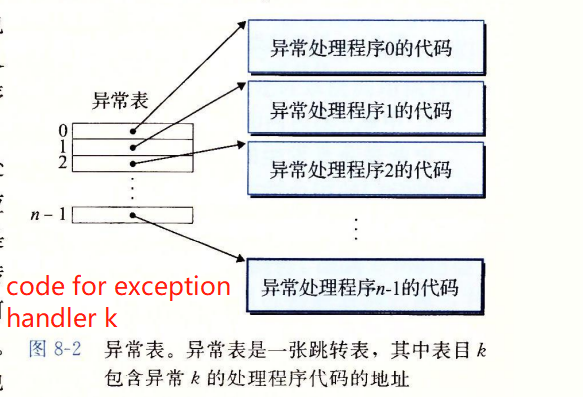 异常处理程序0的代码
异常表
异常处理程序1的代码
0
1
2
异常处理程序2的代码
n-1
异常处理程序n-1的代码
code for exception
handler k
图 8-2 异常表。异常表是一张跳转表，其中表目 k
包含异常 k 的处理程序代码的地址